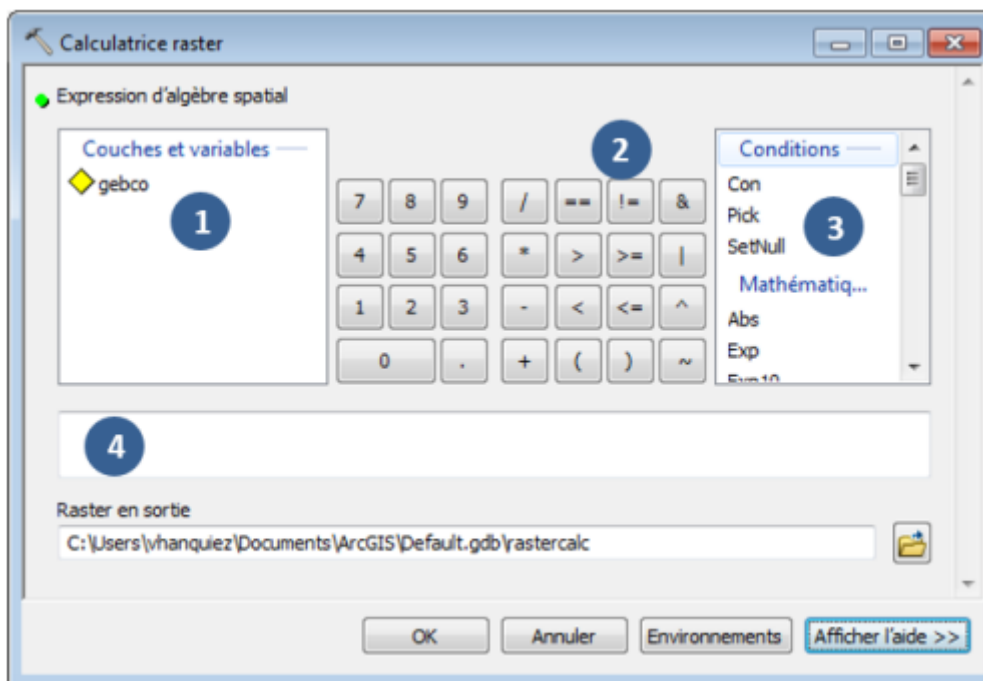 Calculatrice raster
Expression d'algèbre spatial
Couches et variables
gebco
1
2
7 8 9 / == != &
4 5 6 * > >= |
1 2 3 - < <= ^
0 . + ( ) ~
Conditions
Con
Pick
SetNull
3
Mathématiq...
Abs
Exp
Exp10
4
Raster en sortie
C:\Users\vhanquiez\Documents\ArcGIS\Default.gdb\rastercalc
OK Annuler Environnements Afficher l'aide >>